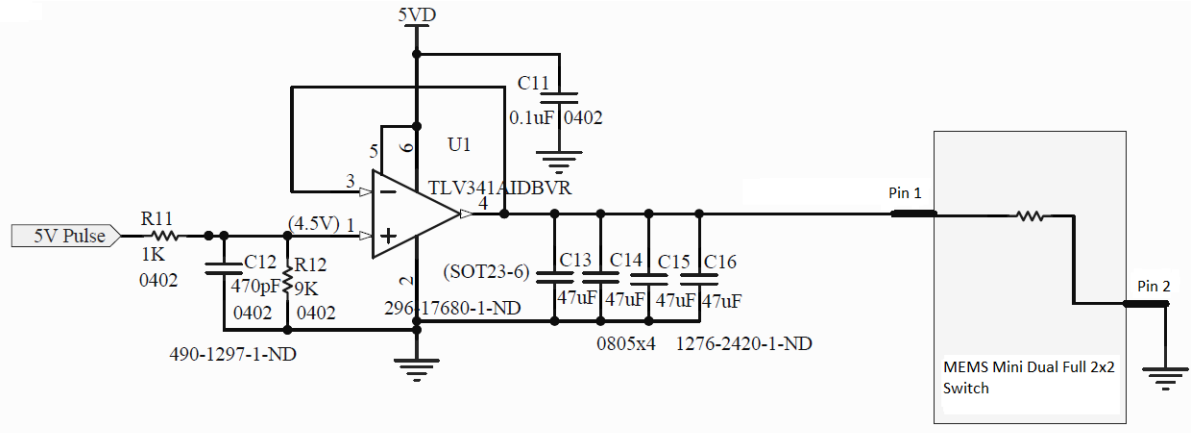 5VD
C11
0.1uF 0402
5
6
U1
3
TLV341AIDBVR
4
Pin 1
R11
(4.5V) 1
5V Pulse
1K
0402
C12
R12
470pF
9K
0402
0402
2
(SOT23-6)
C13
C14
C15
C16
47uF
47uF
47uF
47uF
296-17680-1-ND
490-1297-1-ND
0805x4
1276-2420-1-ND
Pin 2
MEMS Mini Dual Full 2x2
Switch